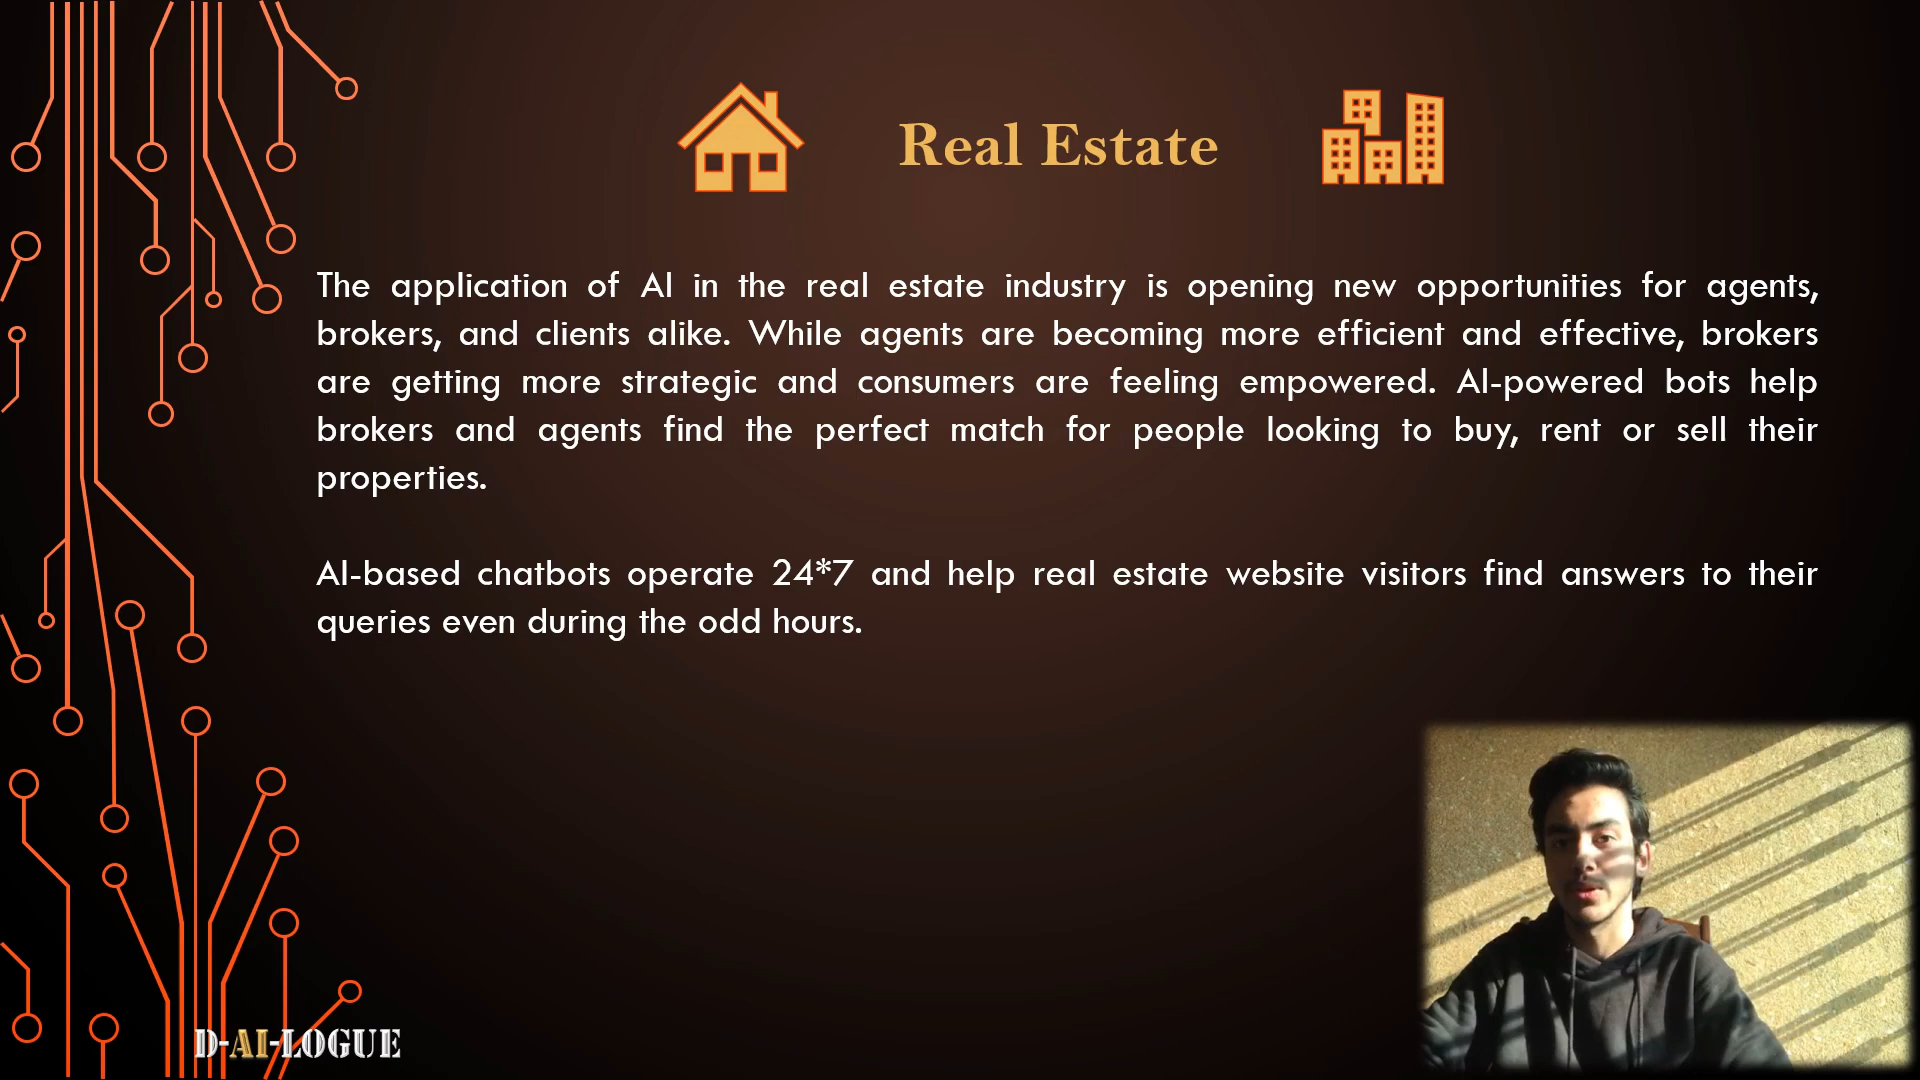 Real Estate
The application of AI in the real estate industry is opening new opportunities for agents,
brokers, and clients alike. While agents are becoming more efficient and effective, brokers
are getting more strategic and consumers are feeling empowered. AI-powered bots help
brokers and agents find the perfect match for people looking to buy, rent or sell their
properties.
AI-based chatbots operate 24*7 and help real estate website visitors find answers to their
queries even during the odd hours.
D-AI-LOGUE